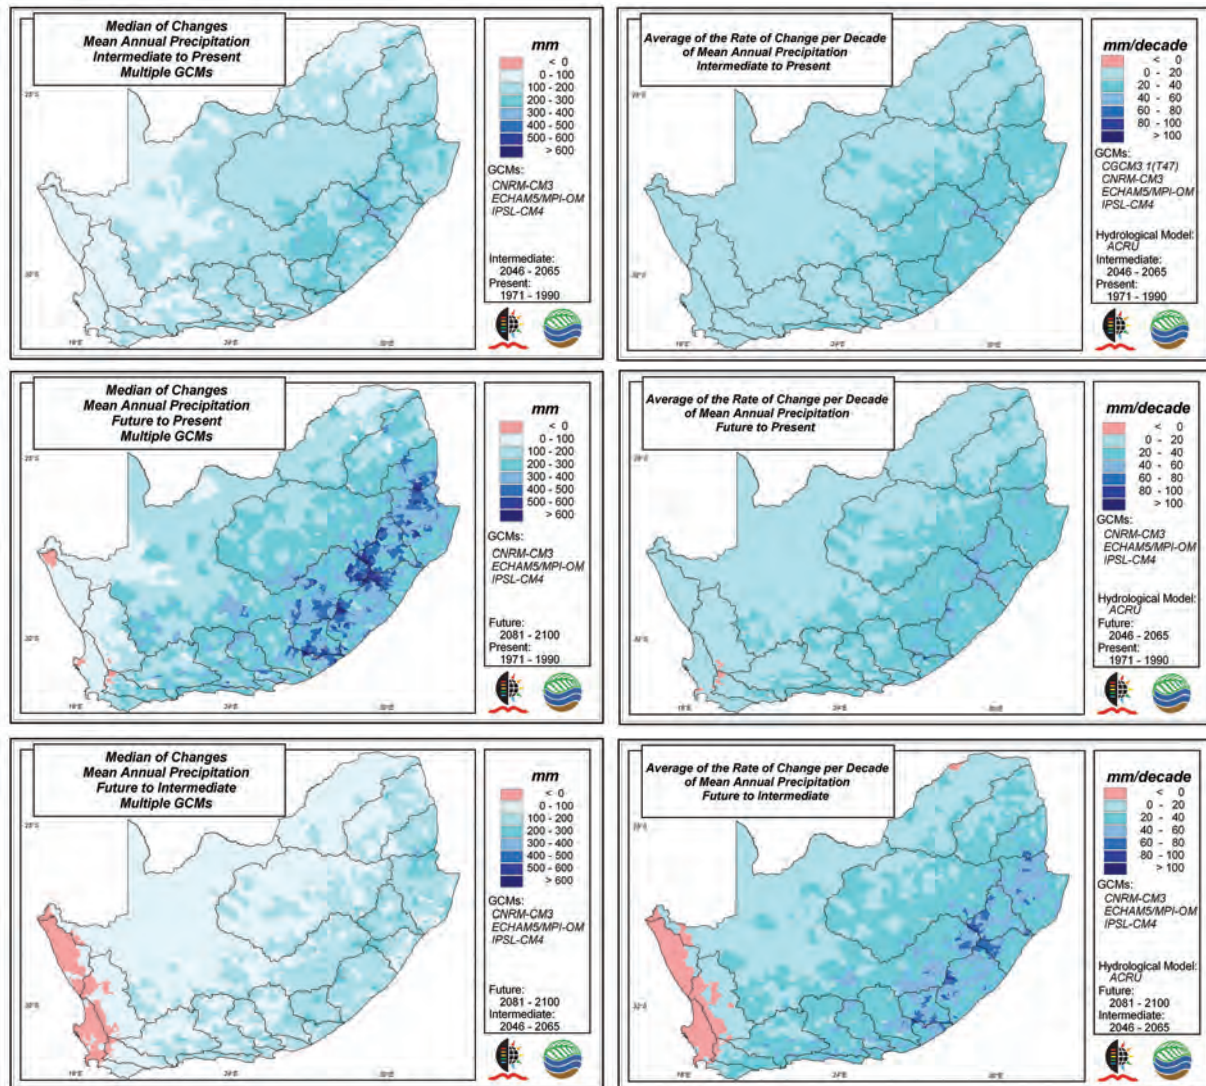 Median of Changes
Mean Annual Precipitation
Intermediate to Present
Multiple GCMs
mm
< 0
0 - 100
100 - 200
200 - 300
300 - 400
400 - 500
500 - 600
> 600
GCMs:
CNRM-CM3
ECHAM5/MPI-OM
IPSL-CM4
Intermediate:
2046 - 2065
Present:
1971 - 1990
Average of the Rate of Change per Decade
of Mean Annual Precipitation
Intermediate to Present
mm/decade
< 0
0 - 20
20 - 40
40 - 60
60 - 80
80 - 100
> 100
GCMs:
CGCM3.1(T47)
CNRM-CM3
ECHAM5/MPI-OM
IPSL-CM4
Hydrological Model:
ACRU
Intermediate:
2046 - 2065
Present:
1971 - 1990
Median of Changes
Mean Annual Precipitation
Future to Present
Multiple GCMs
mm
< 0
0 - 100
100 - 200
200 - 300
300 - 400
400 - 500
500 - 600
> 600
GCMs:
CNRM-CM3
ECHAM5/MPI-OM
IPSL-CM4
Future:
2081 - 2100
Present:
1971 - 1990
Average of the Rate of Change per Decade
of Mean Annual Precipitation
Future to Present
mm/decade
< 0
0 - 20
20 - 40
40 - 60
60 - 80
80 - 100
> 100
GCMs:
CNRM-CM3
ECHAM5/MPI-OM
IPSL-CM4
Hydrological Model:
ACRU
Future:
2046 - 2065
Present:
1971 - 1990
Median of Changes
Mean Annual Precipitation
Future to Intermediate
Multiple GCMs
mm
< 0
0 - 100
100 - 200
200 - 300
300 - 400
400 - 500
500 - 600
> 600
GCMs:
CNRM-CM3
ECHAM5/MPI-OM
IPSL-CM4
Future:
2081 - 2100
Intermediate:
2046 - 2065
Average of the Rate of Change per Decade
of Mean Annual Precipitation
Future to Intermediate
mm/decade
< 0
0 - 20
20 - 40
40 - 60
60 - 80
80 - 100
> 100
GCMs:
CNRM-CM3
ECHAM5/MPI-OM
IPSL-CM4
Hydrological Model:
ACRU
Future:
2081 - 2100
Intermediate:
2046 - 2065